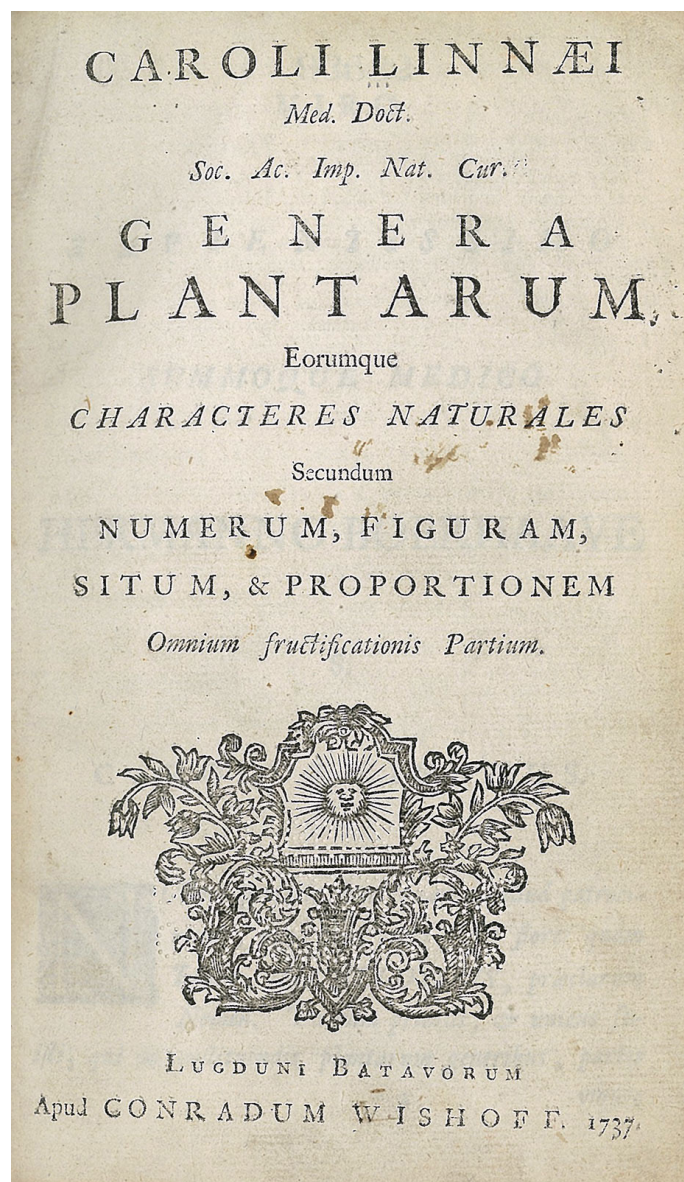 CAROLI LINNÆI
Med. Doct.
Soc. Ac. Imp. Nat. Cur.
GENERA
PLANTARUM,
Eorumque
CHARACTERES NATURALES
Secundum
NUMERUM, FIGURAM,
SITUM, & PROPORTIONEM
Omnium fructificationis Partium.
LUGDUNI BATAVORUM
Apud CONRADUM WISHOFF. 1737.